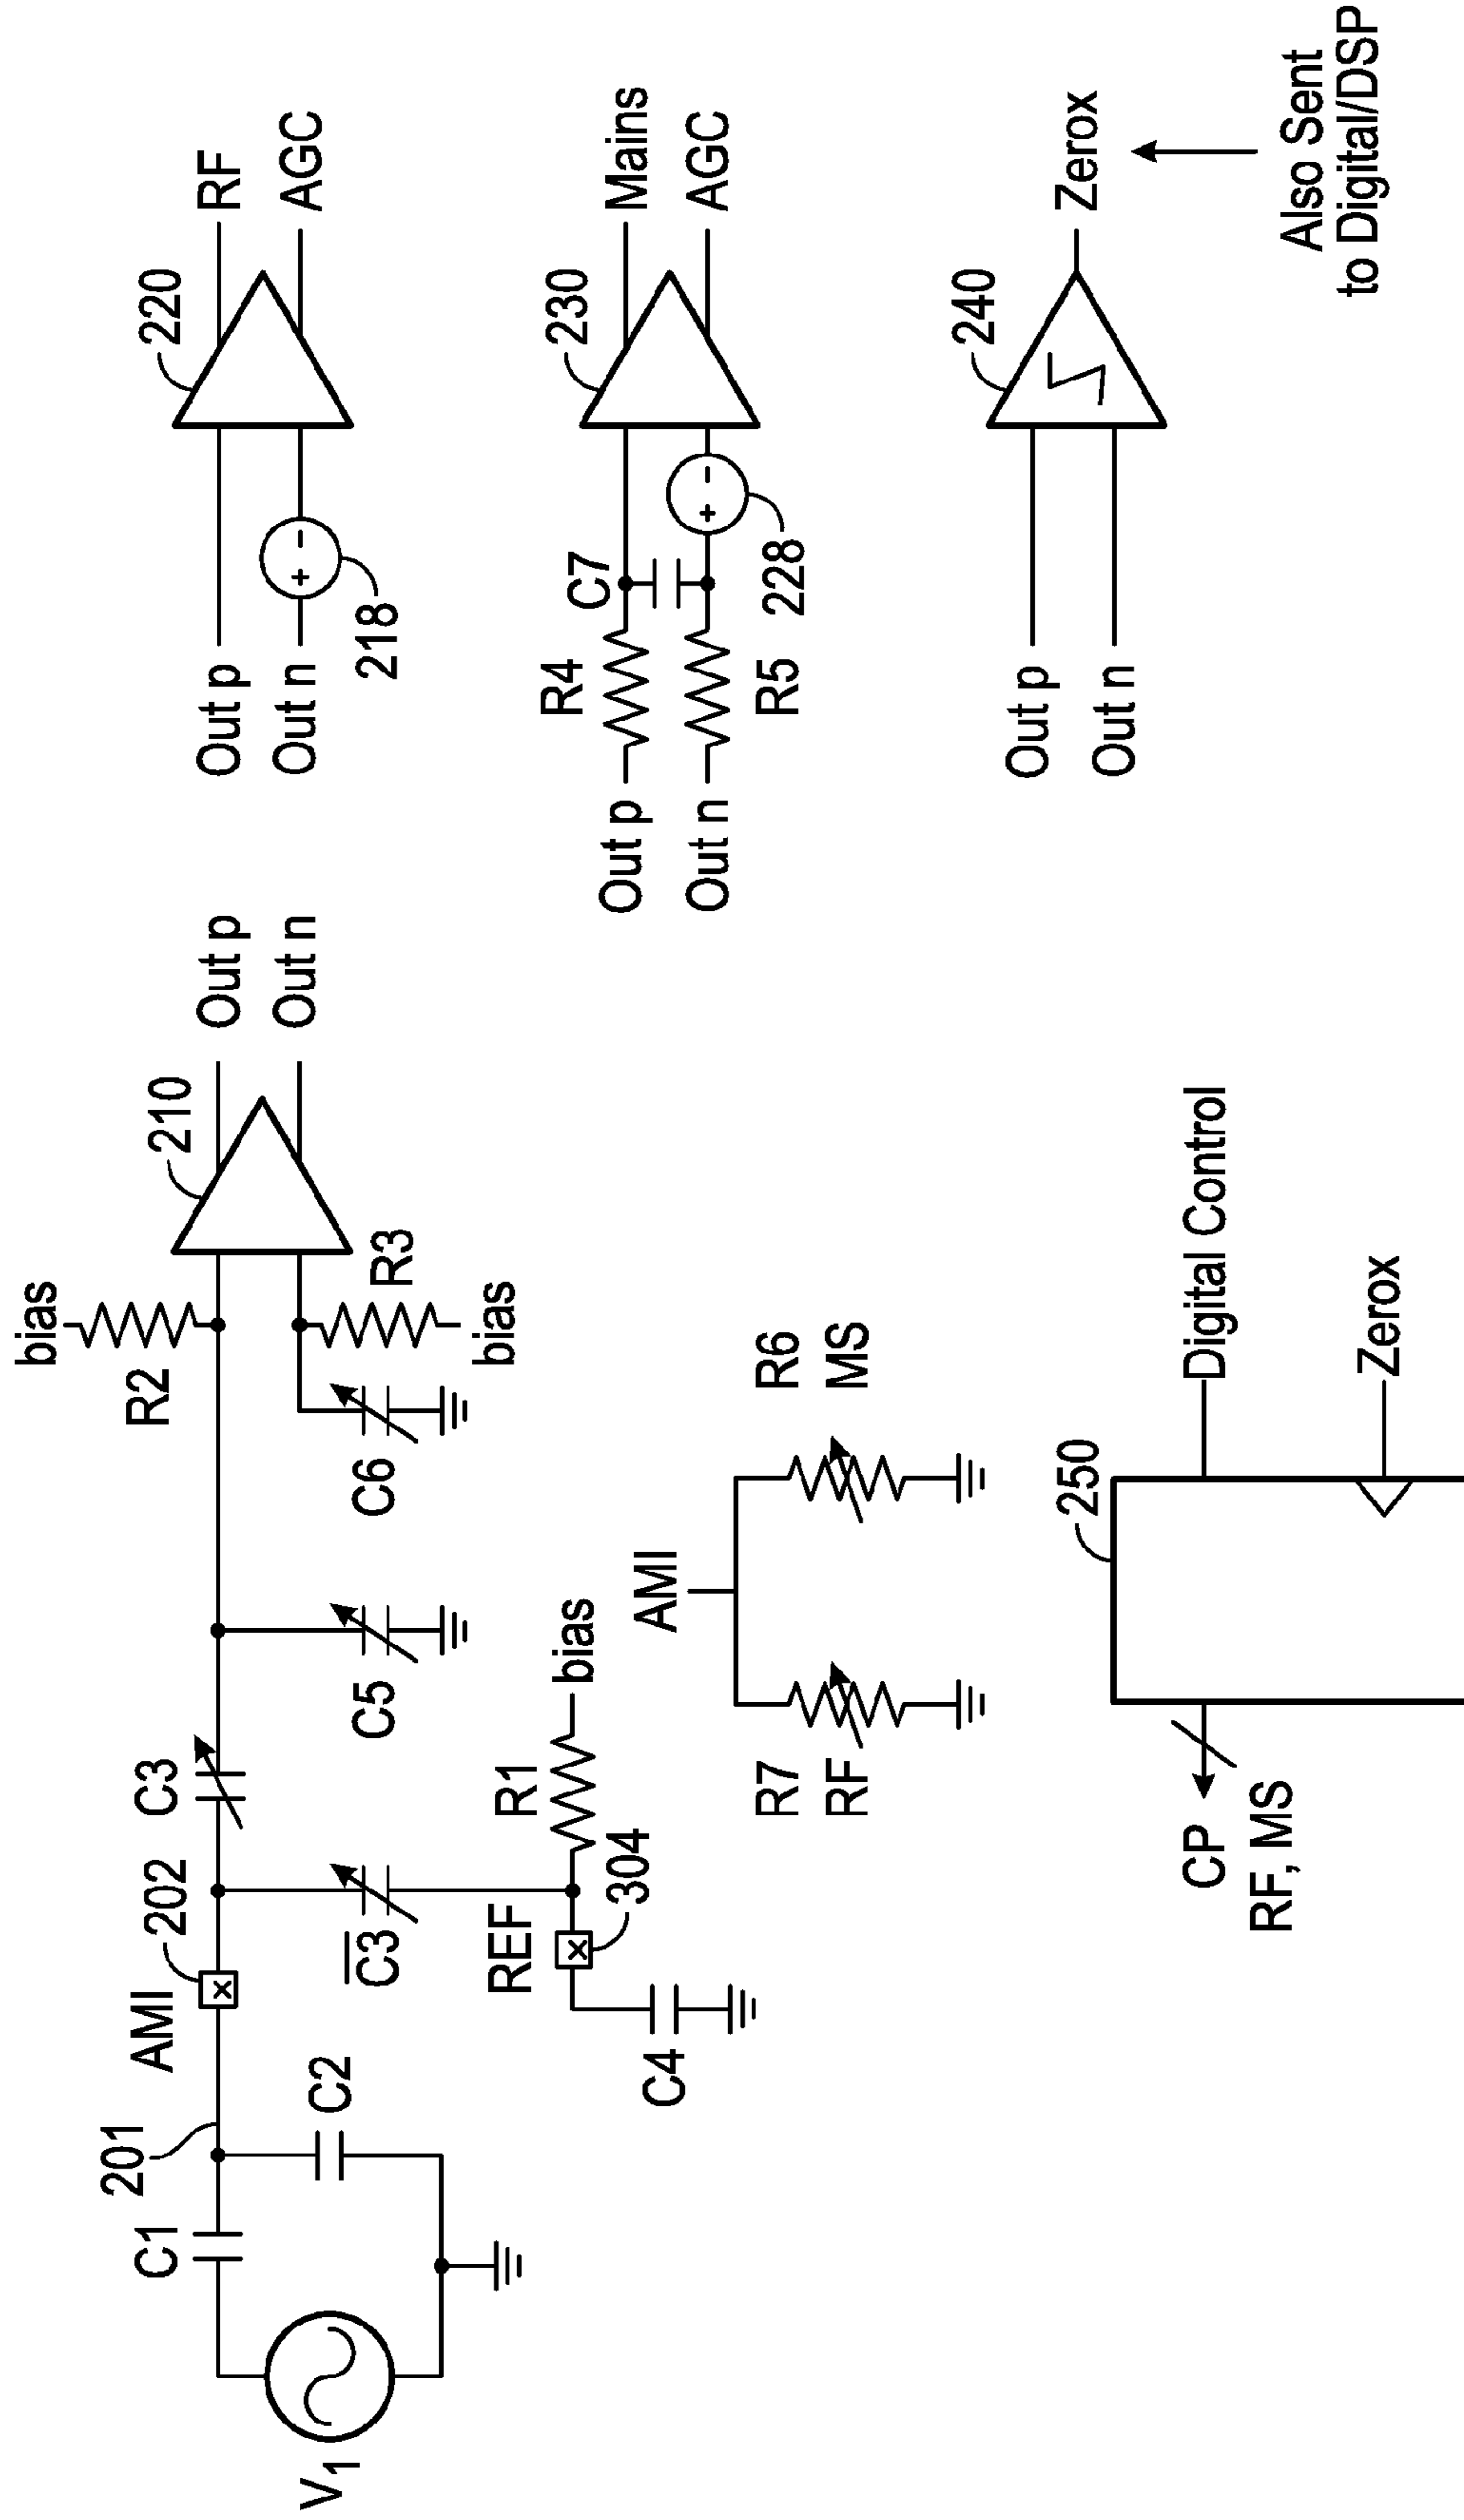 V1
C1
201
C2
AMI
202
C3
C3
REF
304
C4
R1
bias
C5
C6
R2
bias
R3
bias
210
Out p
Out n
Out p
Out n
218
220
RF
AGC
Out p
Out n
R4
R5
C7
228
230
Mains
AGC
Out p
Out n
240
Zerox
Also Sent
to Digital/DSP
AMI
R7
RF
R6
MS
250
CP
RF, MS
Digital Control
Zerox